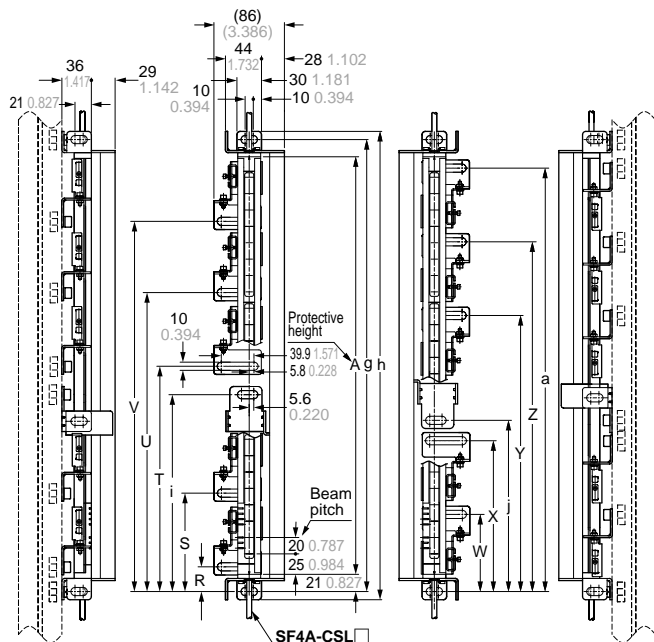 (86)
(3.386)
44
1.732
28 1.102
36
1.417
29
1.142
30 1.181
10
0.394
10 0.394
21 0.827
Protective
height
10
0.394
39.9 1.571
5.8 0.228
A
g
h
5.6
0.220
V
U
T
i
S
R
Beam
pitch
20 0.787
25 0.984
21 0.827
a
Z
Y
j
X
W
SF4A-CSL□